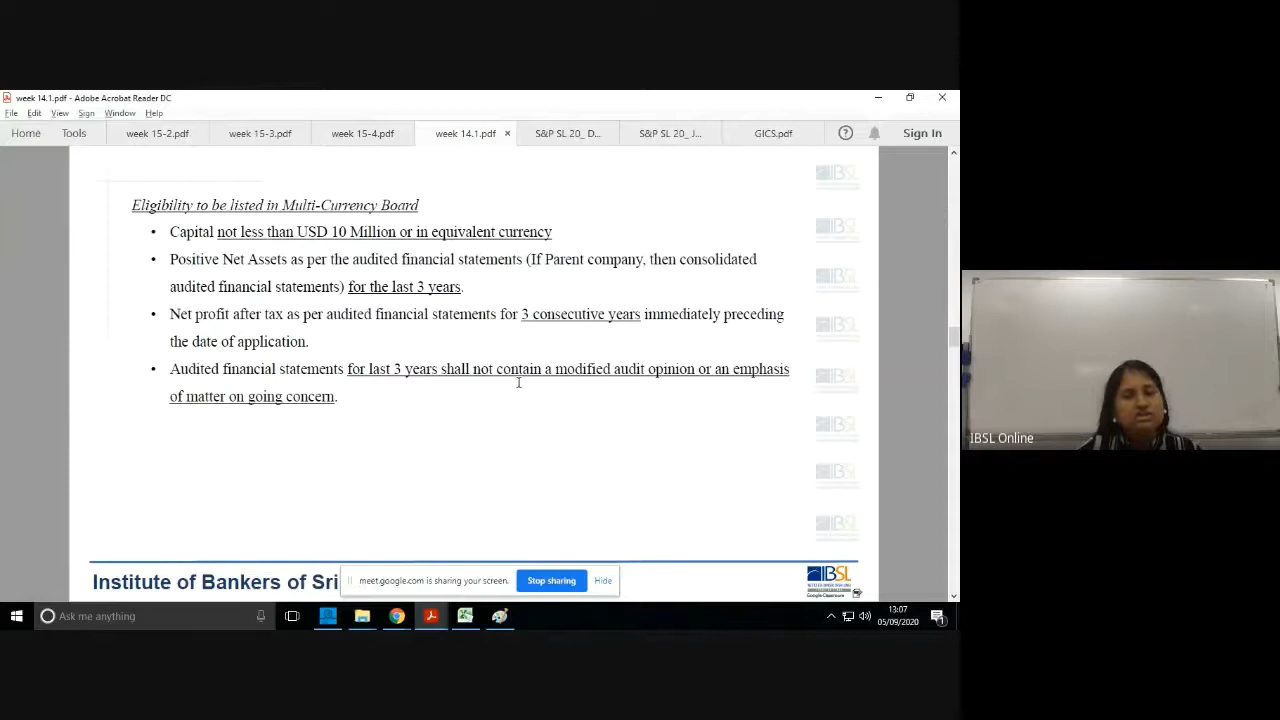 week 14.1.pdf - Adobe Acrobat Reader DC
File Edit View Sign Window Help
Home Tools week 15-2.pdf week 15-3.pdf week 15-4.pdf week 14.1.pdf × S&P SL 20_ D... S&P SL 20_ J... GICS.pdf Sign In
Eligibility to be listed in Multi-Currency Board
• Capital not less than USD 10 Million or in equivalent currency
• Positive Net Assets as per the audited financial statements (If Parent company, then consolidated
audited financial statements) for the last 3 years.
• Net profit after tax as per audited financial statements for 3 consecutive years immediately preceding
the date of application.
• Audited financial statements for last 3 years shall not contain a modified audit opinion or an emphasis
of matter on going concern.
IBSL Online
Institute of Bankers of Sri
meet.google.com is sharing your screen. Stop sharing Hide
IBSL
Google Classroom
Ask me anything
13:07
05/09/2020